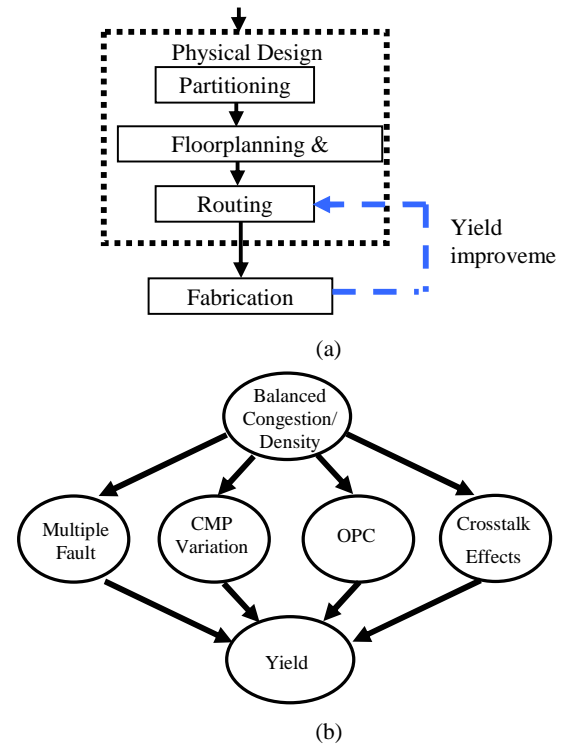 Physical Design
Partitioning
Floorplanning &
Routing
Yield
improveme
Fabrication
(a)
Balanced
Congestion/
Density
Multiple
Fault
CMP
Variation
OPC
Crosstalk
Effects
Yield
(b)